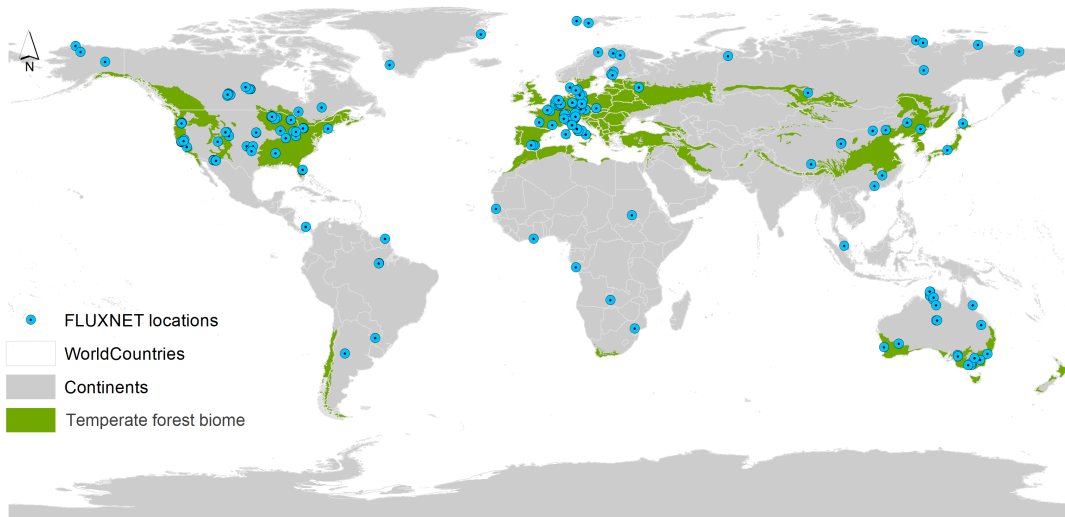 N
FLUXNET locations
WorldCountries
Continents
Temperate forest biome